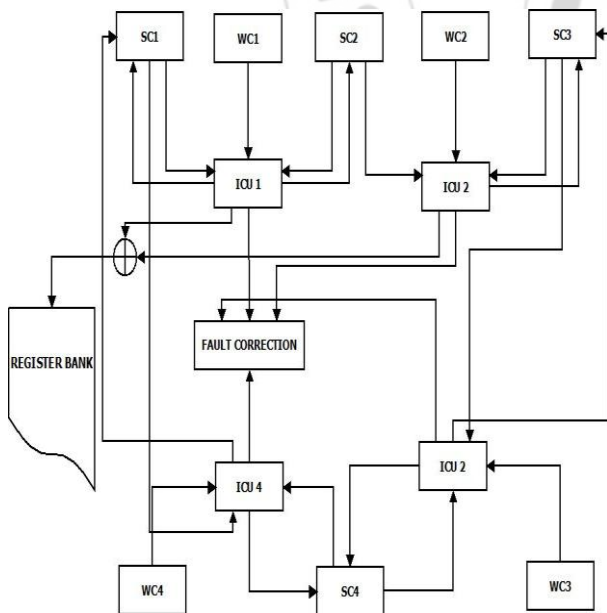 SC1
WC1
SC2
WC2
SC3
ICU 1
ICU 2
REGISTER BANK
FAULT CORRECTION
ICU 4
ICU 2
WC4
SC4
WC3